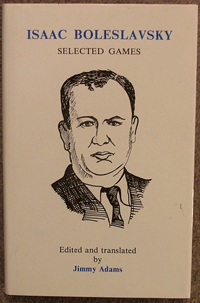 ISAAC BOLESLAVSKY
SELECTED GAMES
Edited and translated
by
Jimmy Adams